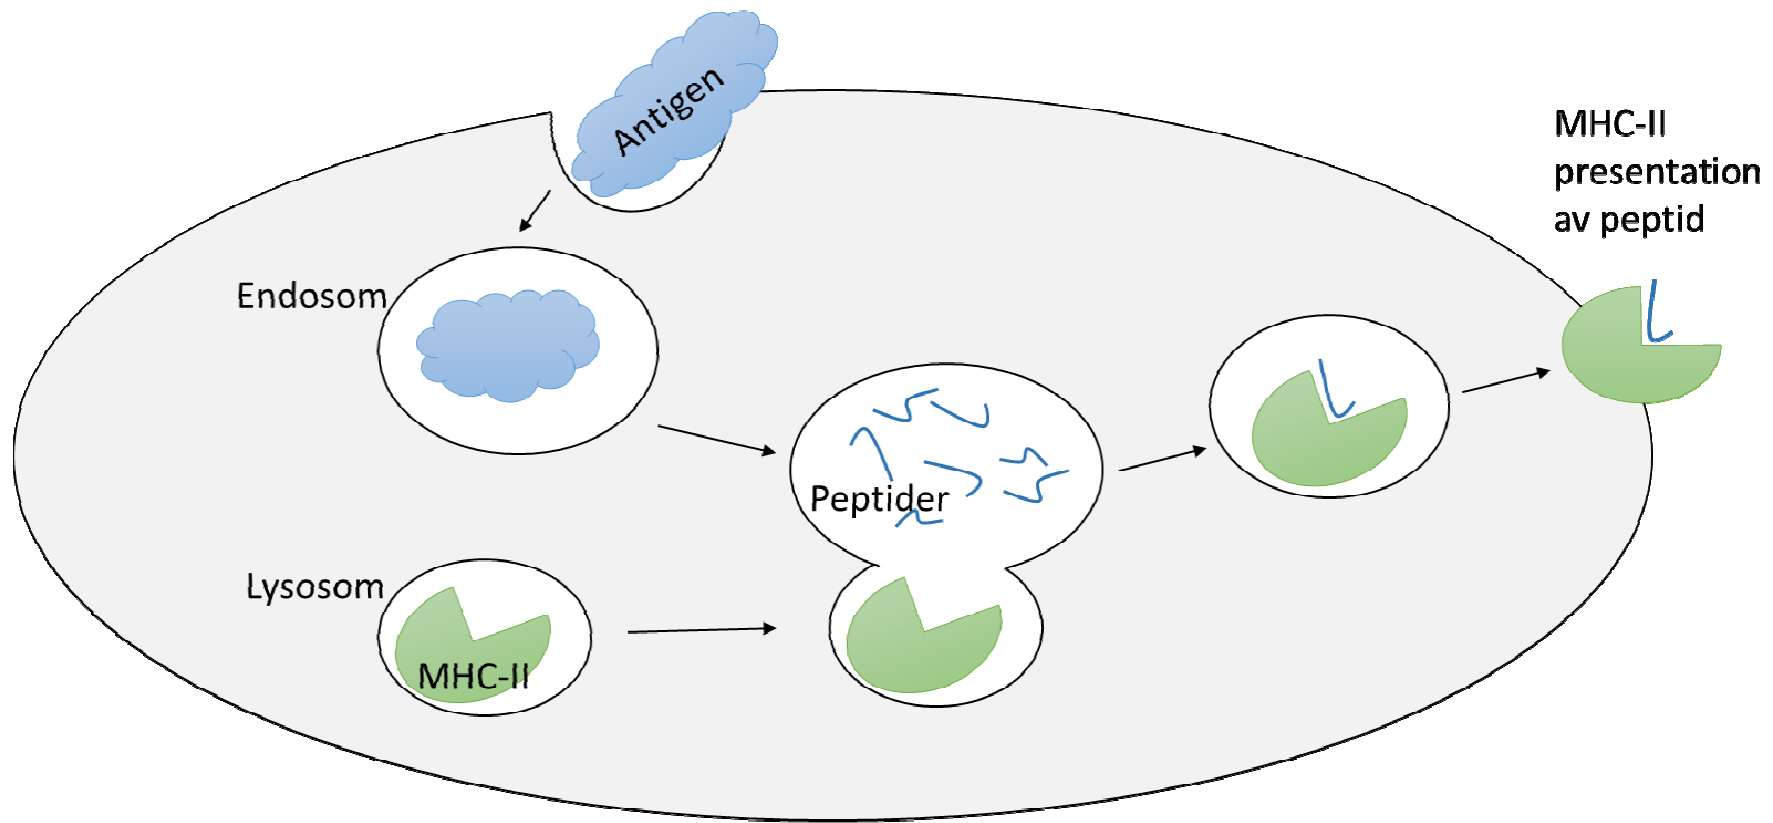 Antigen
MHC-II
presentation
av peptid
Endosom
Peptider
Lysosom
MHC-II